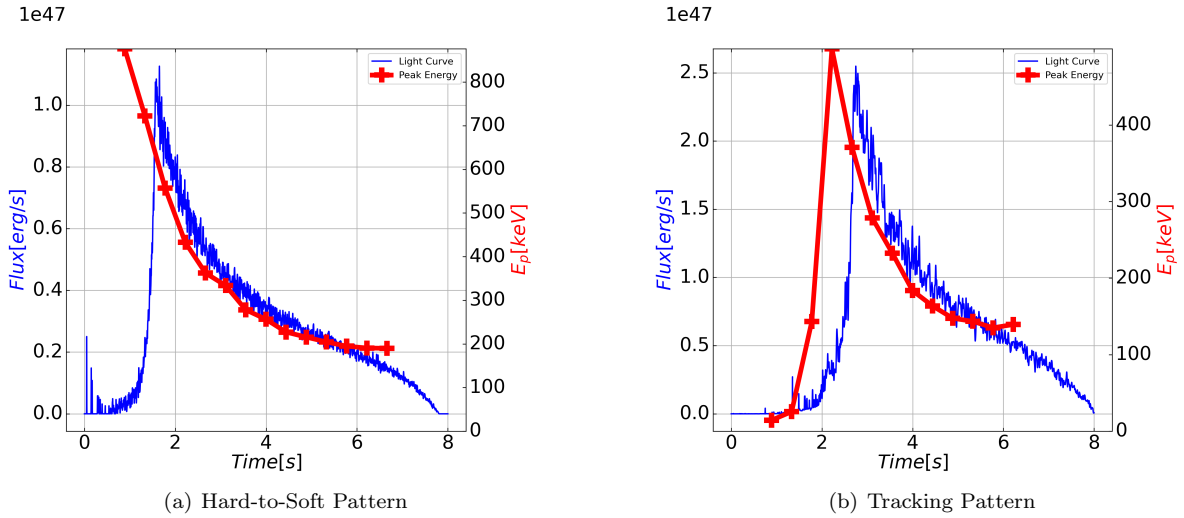 1e47
Flux[erg/s]
1.0
0.8
0.6
0.4
0.2
0.0
Light Curve
Peak Energy
800
700
600
500
400
300
200
100
0
E_p[keV]
0 2 4 6 8
Time[s]
(a) Hard-to-Soft Pattern
1e47
Flux[erg/s]
2.5
2.0
1.5
1.0
0.5
0.0
Light Curve
Peak Energy
400
300
200
100
0
E_p[keV]
0 2 4 6 8
Time[s]
(b) Tracking Pattern